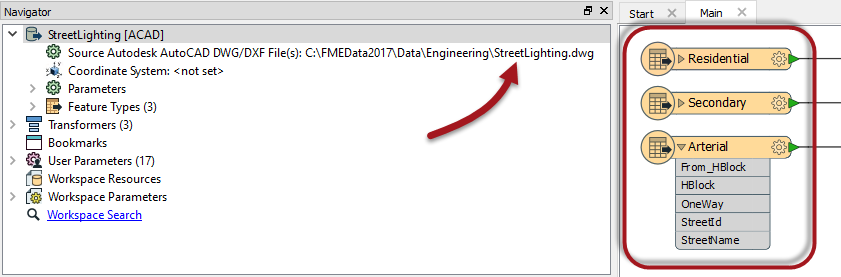 Navigator
StreetLighting [ACAD]
Source Autodesk AutoCAD DWG/DXF File(s): C:\FMEData2017\Data\Engineering\StreetLighting.dwg
Coordinate System: <not set>
Parameters
Feature Types (3)
Transformers (3)
Bookmarks
User Parameters (17)
Workspace Resources
Workspace Parameters
Workspace Search
Start
Main
Residential
Secondary
Arterial
From_HBlock
HBlock
OneWay
StreetId
StreetName